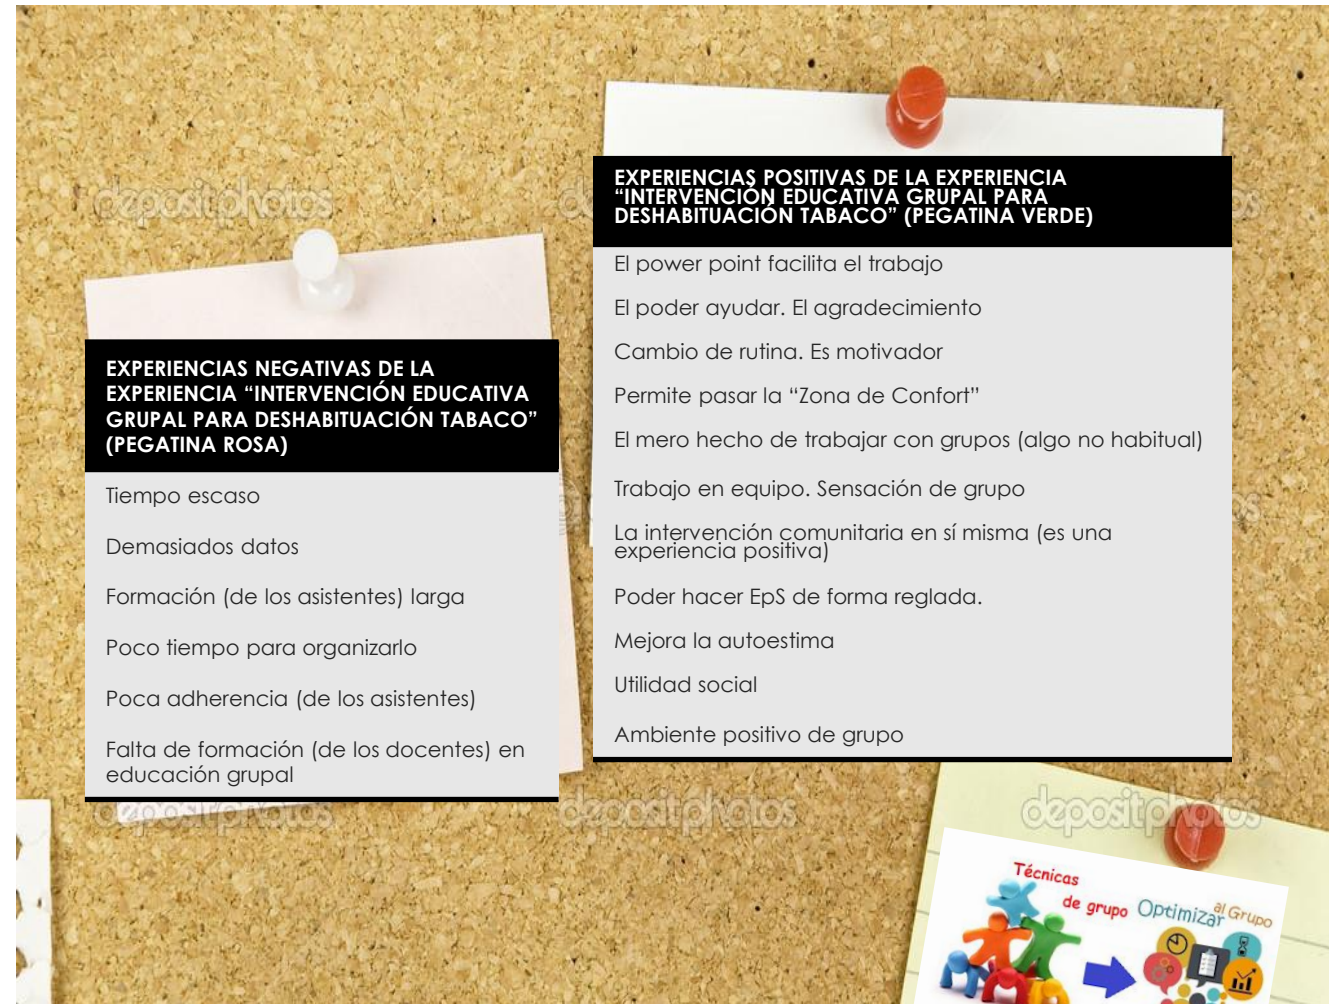 depositphotos
EXPERIENCIAS POSITIVAS DE LA EXPERIENCIA
“INTERVENCIÓN EDUCATIVA GRUPAL PARA
DESHABITUACIÓN TABACO” (PEGATINA VERDE)
El power point facilita el trabajo
El poder ayudar. El agradecimiento
Cambio de rutina. Es motivador
Permite pasar la “Zona de Confort”
El mero hecho de trabajar con grupos (algo no habitual)
Trabajo en equipo. Sensación de grupo
La intervención comunitaria en sí misma (es una
experiencia positiva)
Poder hacer EpS de forma reglada.
Mejora la autoestima
Utilidad social
Ambiente positivo de grupo
EXPERIENCIAS NEGATIVAS DE LA
EXPERIENCIA “INTERVENCIÓN EDUCATIVA
GRUPAL PARA DESHABITUACIÓN TABACO”
(PEGATINA ROSA)
Tiempo escaso
Demasiados datos
Formación (de los asistentes) larga
Poco tiempo para organizarlo
Poca adherencia (de los asistentes)
Falta de formación (de los docentes) en
educación grupal
depositphotos
depositphotos
depositphotos
Técnicas
de grupo
Optimizar
al Grupo